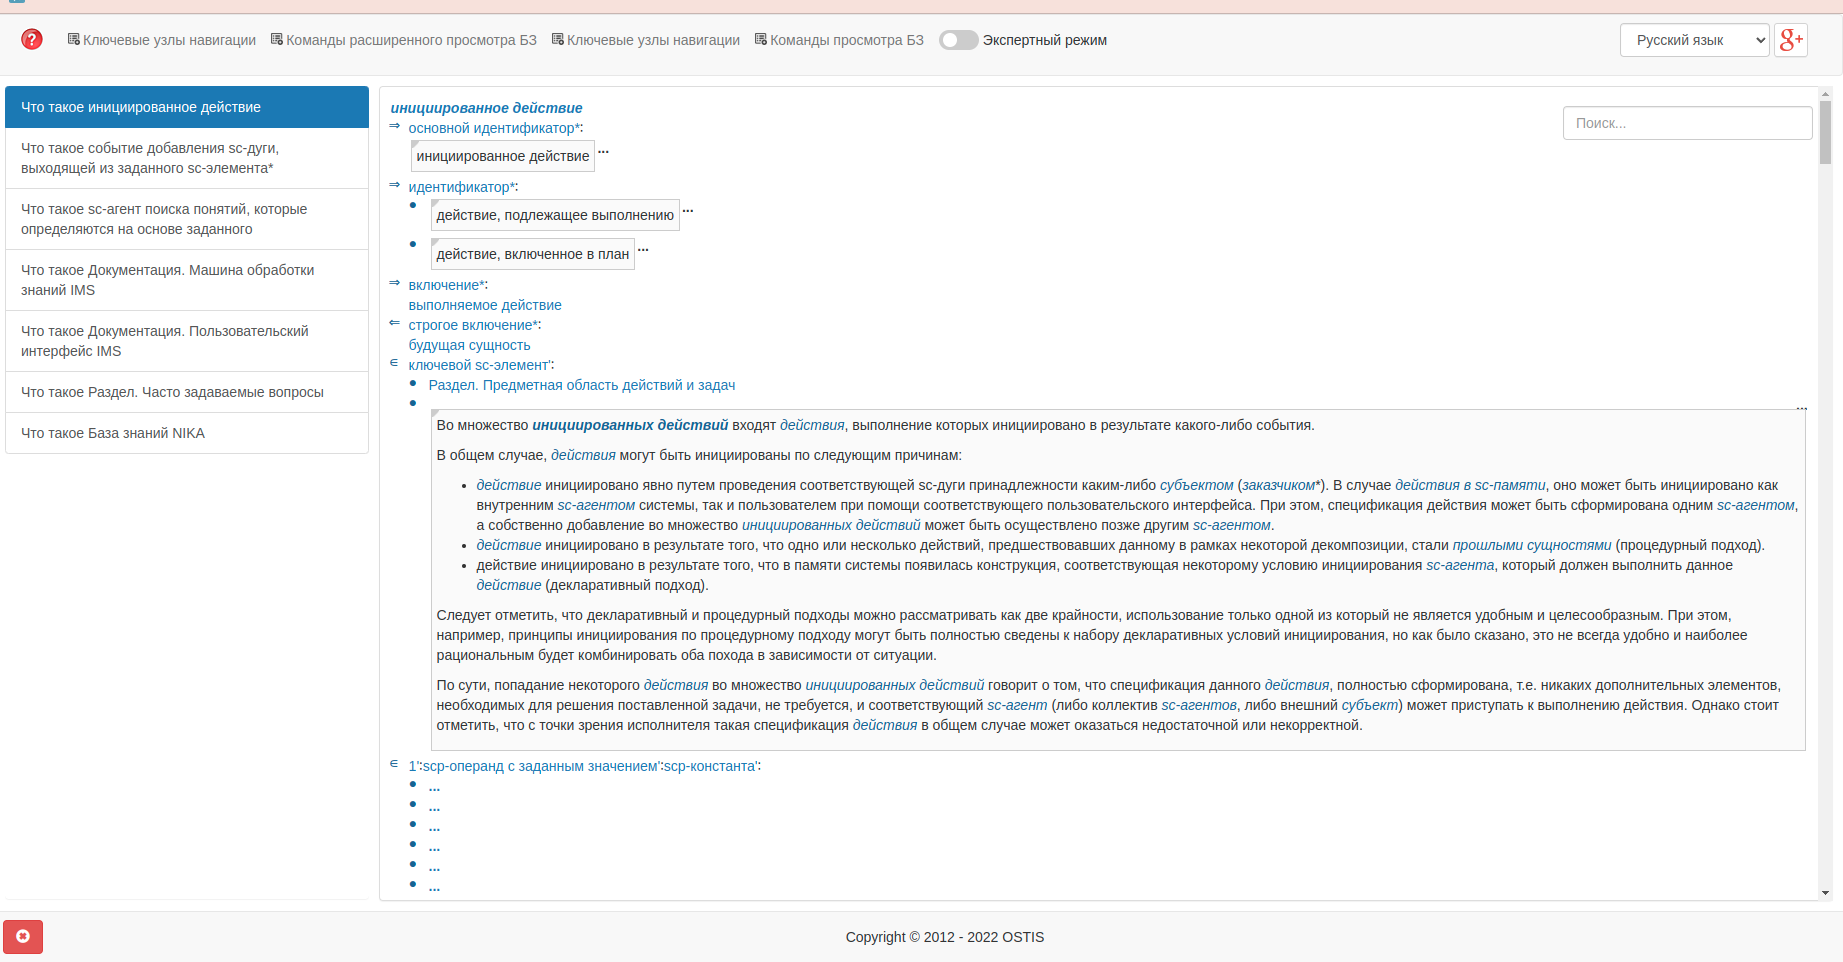 Ключевые узлы навигации Команды расширенного просмотра БЗ Ключевые узлы навигации Команды просмотра БЗ Экспертный режим Русский язык g+
Что такое инициированное действие
Что такое событие добавления sc-дуги,
выходящей из заданного sc-элемента*
Что такое sc-агент поиска понятий, которые
определяются на основе заданного
Что такое Документация. Машина обработки
знаний IMS
Что такое Документация. Пользовательский
интерфейс IMS
Что такое Раздел. Часто задаваемые вопросы
Что такое База знаний NIKA
инициированное действие
Поиск...
⇒ основной идентификатор*:
инициированное действие ...
⇒ идентификатор*:
• действие, подлежащее выполнению ...
• действие, включенное в план ...
⇒ включение*:
выполняемое действие
⇐ строгое включение*:
будущая сущность
∈ ключевой sc-элемент':
• Раздел. Предметная область действий и задач
• ...
Во множество инициированных действий входят действия, выполнение которых инициировано в результате какого-либо события.
В общем случае, действия могут быть инициированы по следующим причинам:
• действие инициировано явно путем проведения соответствующей sc-дуги принадлежности каким-либо субъектом (заказчиком*). В случае действия в sc-памяти, оно может быть инициировано как
внутренним sc-агентом системы, так и пользователем при помощи соответствующего пользовательского интерфейса. При этом, спецификация действия может быть сформирована одним sc-агентом,
а собственно добавление во множество инициированных действий может быть осуществлено позже другим sc-агентом.
• действие инициировано в результате того, что одно или несколько действий, предшествовавших данному в рамках некоторой декомпозиции, стали прошлыми сущностями (процедурный подход).
• действие инициировано в результате того, что в памяти системы появилась конструкция, соответствующая некоторому условию инициирования sc-агента, который должен выполнить данное
действие (декларативный подход).
Следует отметить, что декларативный и процедурный подходы можно рассматривать как две крайности, использование только одной из который не является удобным и целесообразным. При этом,
например, принципы инициирования по процедурному подходу могут быть полностью сведены к набору декларативных условий инициирования, но как было сказано, это не всегда удобно и наиболее
рациональным будет комбинировать оба похода в зависимости от ситуации.
По сути, попадание некоторого действия во множество инициированных действий говорит о том, что спецификация данного действия, полностью сформирована, т.е. никаких дополнительных элементов,
необходимых для решения поставленной задачи, не требуется, и соответствующий sc-агент (либо коллектив sc-агентов, либо внешний субъект) может приступать к выполнению действия. Однако стоит
отметить, что с точки зрения исполнителя такая спецификация действия в общем случае может оказаться недостаточной или некорректной.
∈ 1':scp-операнд с заданным значением':scp-константа':
• ...
• ...
• ...
• ...
• ...
• ...
Copyright © 2012 - 2022 OSTIS